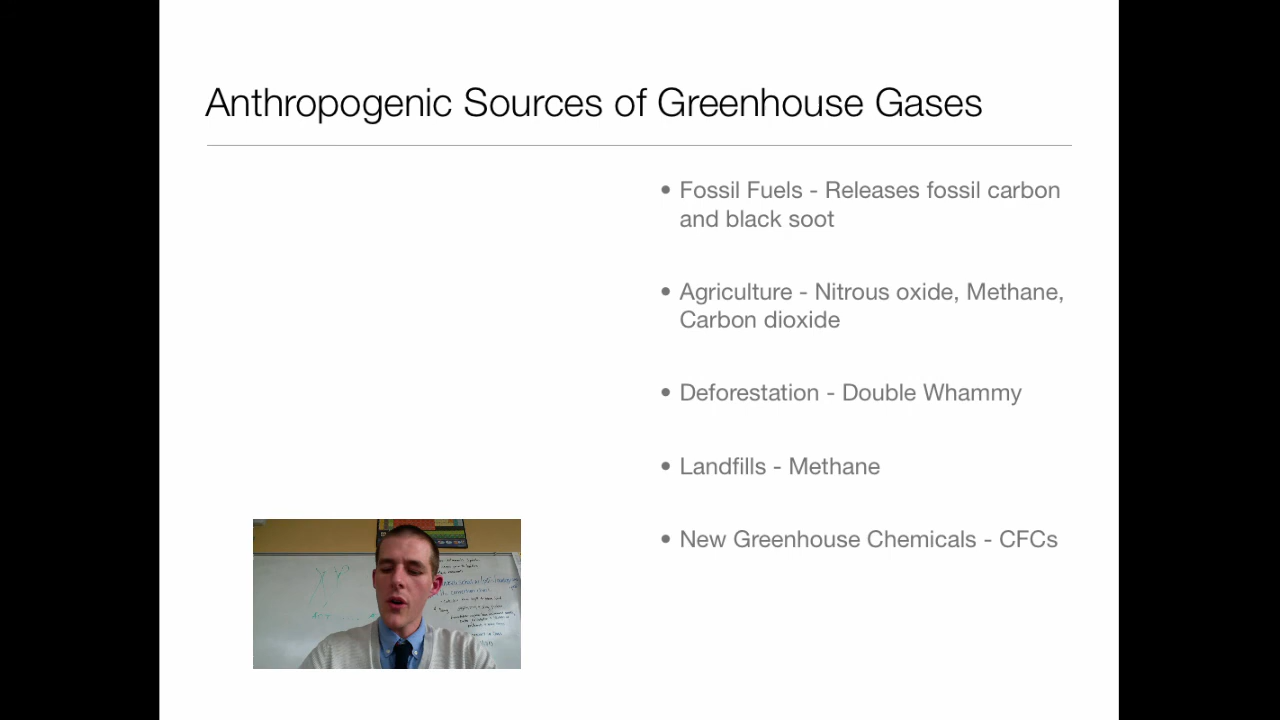 Anthropogenic Sources of Greenhouse Gases
• Fossil Fuels - Releases fossil carbon
and black soot
• Agriculture - Nitrous oxide, Methane,
Carbon dioxide
• Deforestation - Double Whammy
• Landfills - Methane
• New Greenhouse Chemicals - CFCs